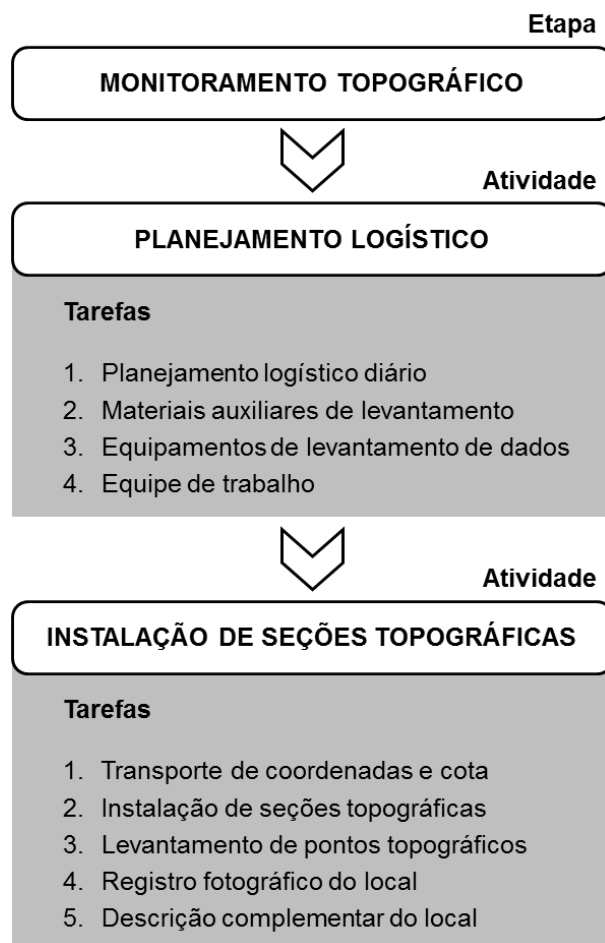 Etapa
MONITORAMENTO TOPOGRÁFICO
Atividade
PLANEJAMENTO LOGÍSTICO
Tarefas
1. Planejamento logístico diário
2. Materiais auxiliares de levantamento
3. Equipamentos de levantamento de dados
4. Equipe de trabalho
Atividade
INSTALAÇÃO DE SEÇÕES TOPOGRÁFICAS
Tarefas
1. Transporte de coordenadas e cota
2. Instalação de seções topográficas
3. Levantamento de pontos topográficos
4. Registro fotográfico do local
5. Descrição complementar do local